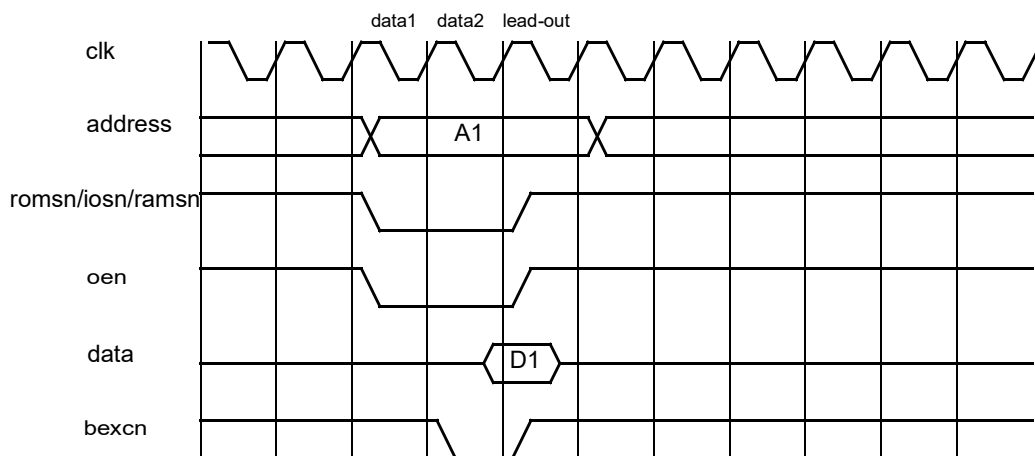 data1 data2 lead-out
clk
address
A1
romsn/iosn/ramsn
oen
data
D1
bexcn